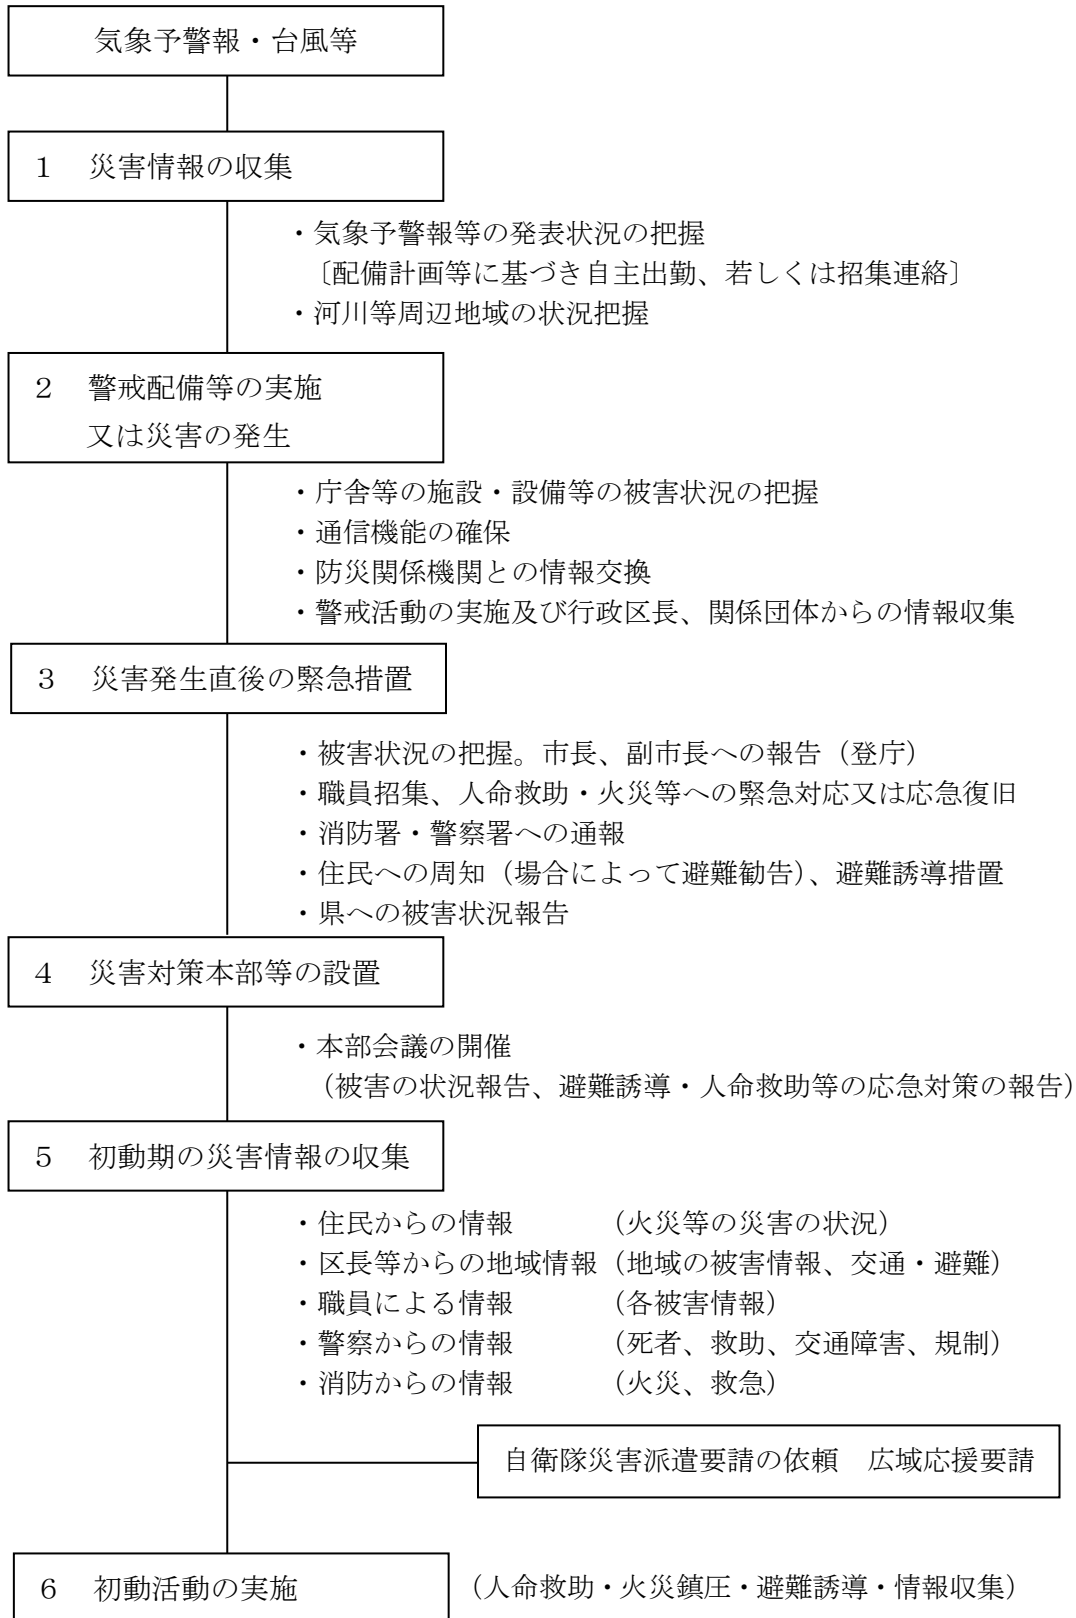 気象予警報・台風等
１　災害情報の収集
・気象予警報等の発表状況の把握
〔配備計画等に基づき自主出勤、若しくは招集連絡〕
・河川等周辺地域の状況把握
２　警戒配備等の実施
又は災害の発生
・庁舎等の施設・設備等の被害状況の把握
・通信機能の確保
・防災関係機関との情報交換
・警戒活動の実施及び行政区長、関係団体からの情報収集
３　災害発生直後の緊急措置
・被害状況の把握。市長、副市長への報告（登庁）
・職員招集、人命救助・火災等への緊急対応又は応急復旧
・消防署・警察署への通報
・住民への周知（場合によって避難勧告）、避難誘導措置
・県への被害状況報告
４　災害対策本部等の設置
・本部会議の開催
（被害の状況報告、避難誘導・人命救助等の応急対策の報告）
５　初動期の災害情報の収集
・住民からの情報　　　（火災等の災害の状況）
・区長等からの地域情報（地域の被害情報、交通・避難）
・職員による情報　　　（各被害情報）
・警察からの情報　　　（死者、救助、交通障害、規制）
・消防からの情報　　　（火災、救急）
自衛隊災害派遣要請の依頼　広域応援要請
６　初動活動の実施　（人命救助・火災鎮圧・避難誘導・情報収集）